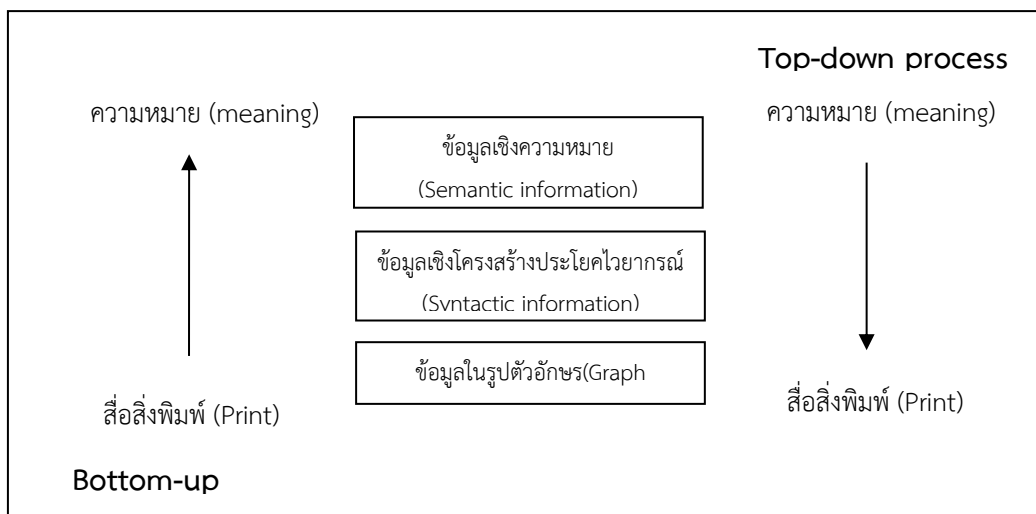 Top-down process
ความหมาย (meaning)
ความหมาย (meaning)
ข้อมูลเชิงความหมาย
(Semantic information)
ข้อมูลเชิงโครงสร้างประโยคไวยากรณ์
(Syntactic information)
ข้อมูลในรูปตัวอักษร(Graph
สื่อสิ่งพิมพ์ (Print)
สื่อสิ่งพิมพ์ (Print)
Bottom-up